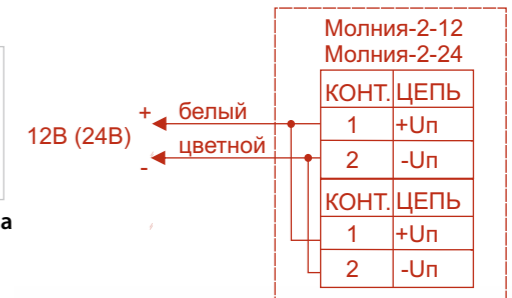 Молния-2-12
Молния-2-24
КОНТ. ЦЕПЬ
+ белый 1 +Uп
12В (24В)
- цветной 2 -Uп
КОНТ. ЦЕПЬ
а
1 +Uп
2 -Uп